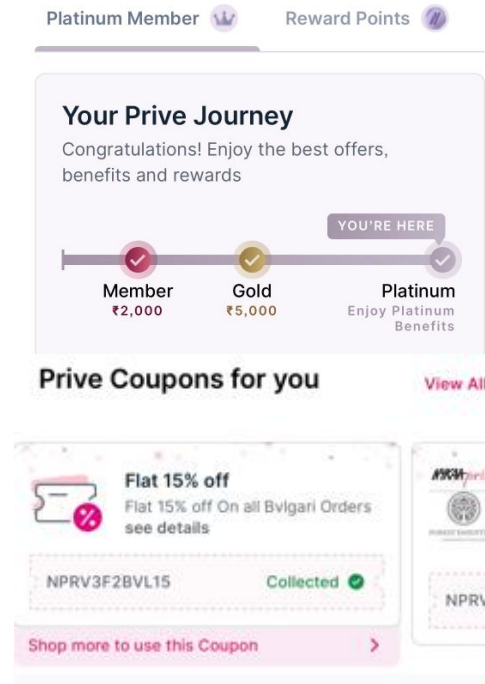 Platinum Member
Reward Points
Your Prive Journey
Congratulations! Enjoy the best offers,
benefits and rewards
YOU'RE HERE
Member
₹2,000
Gold
₹5,000
Platinum
Enjoy Platinum
Benefits
Prive Coupons for you
View All
Flat 15% off
Flat 15% off On all Bvlgari Orders
see details
NPRV3F2BVL15
Collected
Shop more to use this Coupon
NYKAA
NPRV